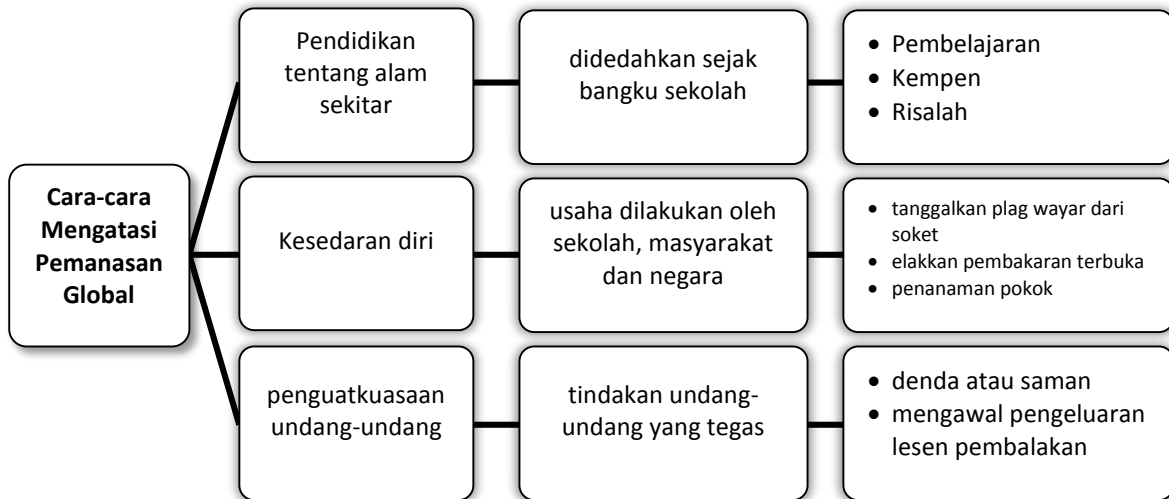 Cara-cara
Mengatasi
Pemanasan
Global
Pendidikan
tentang alam
sekitar
didedahkan sejak
bangku sekolah
• Pembelajaran
• Kempen
• Risalah
Kesedaran diri
usaha dilakukan oleh
sekolah, masyarakat
dan negara
• tanggalkan plag wayar dari
soket
• elakkan pembakaran terbuka
• penanaman pokok
penguatkuasaan
undang-undang
tindakan undang-
undang yang tegas
• denda atau saman
• mengawal pengeluaran
lesen pembalakan